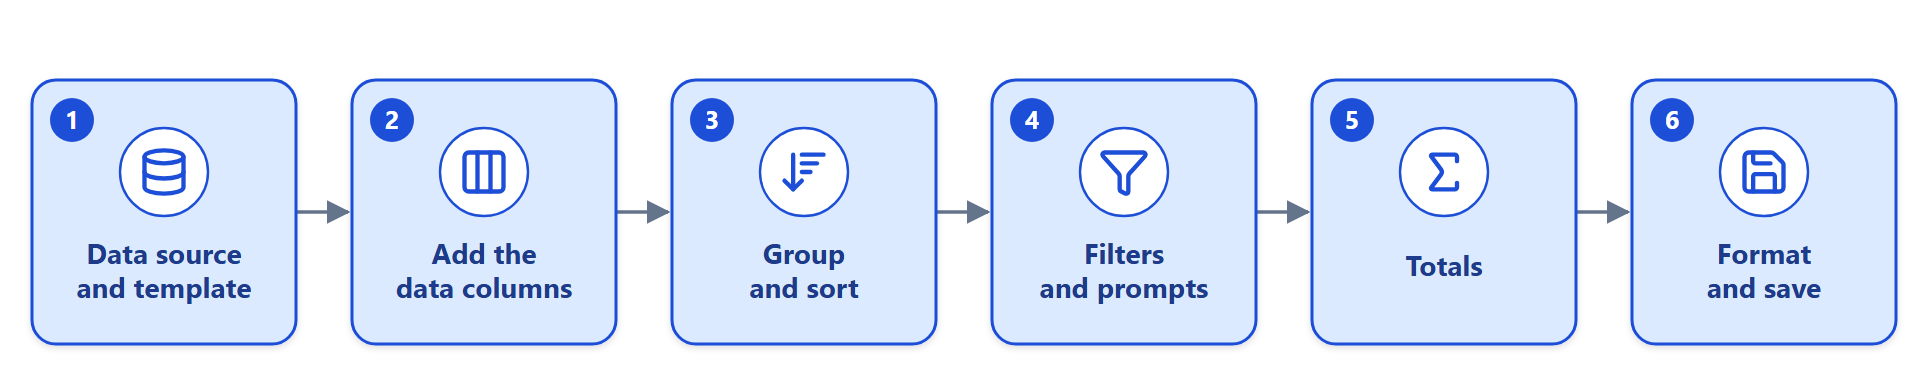 1
Data source
and template
2
Add the
data columns
3
Group
and sort
4
Filters
and prompts
5
Totals
6
Format
and save